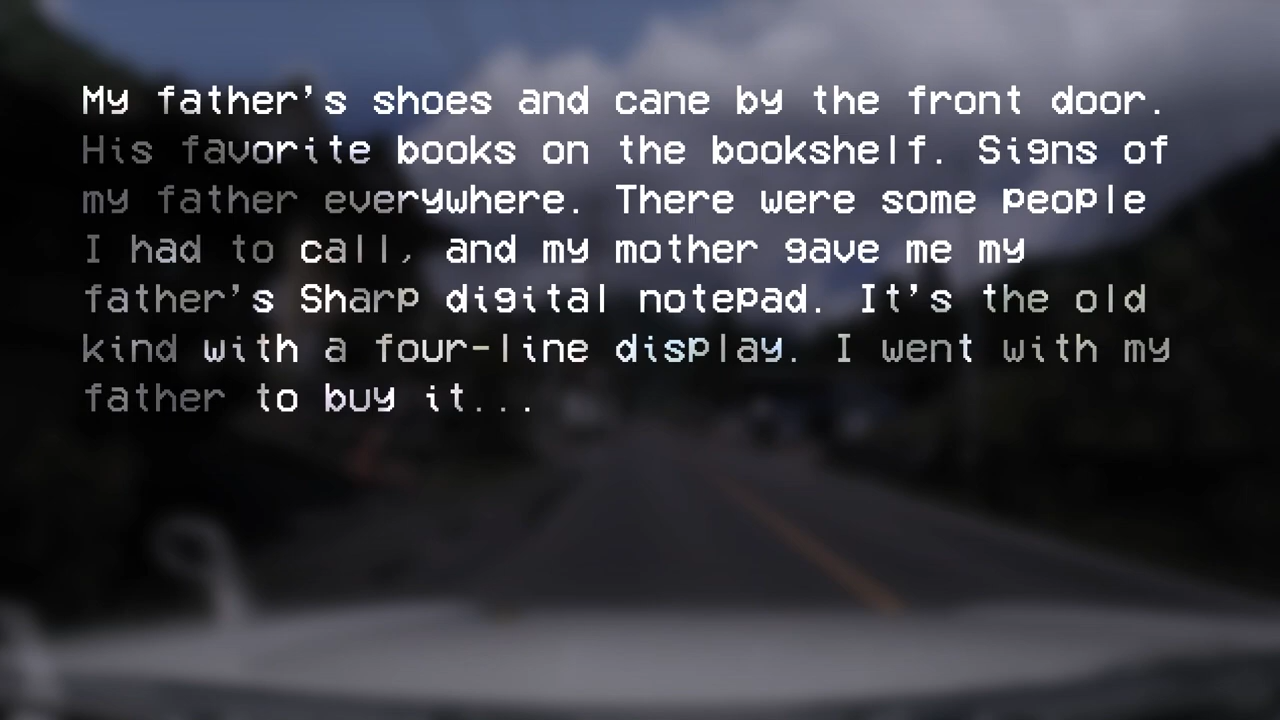 My father's shoes and cane by the front door.
His favorite books on the bookshelf. Signs of
my father everywhere. There were some people
I had to call, and my mother gave me my
father's Sharp digital notepad. It's the old
kind with a four-line display. I went with my
father to buy it...